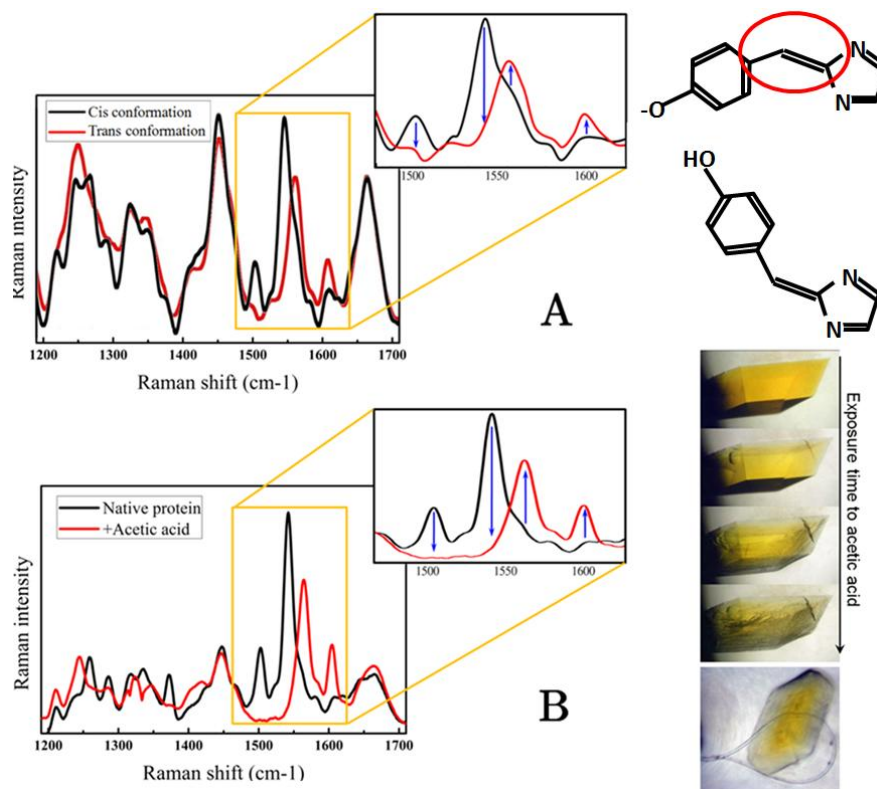 Cis conformation
Trans conformation
Raman intensity
1200 1300 1400 1500 1600 1700
Raman shift (cm-1)
1500 1550 1600
A
-O
N
N
HO
N
N
Native protein
+Acetic acid
Raman intensity
1200 1300 1400 1500 1600 1700
Raman shift (cm-1)
1500 1550 1600
B
Exposure time to acetic acid